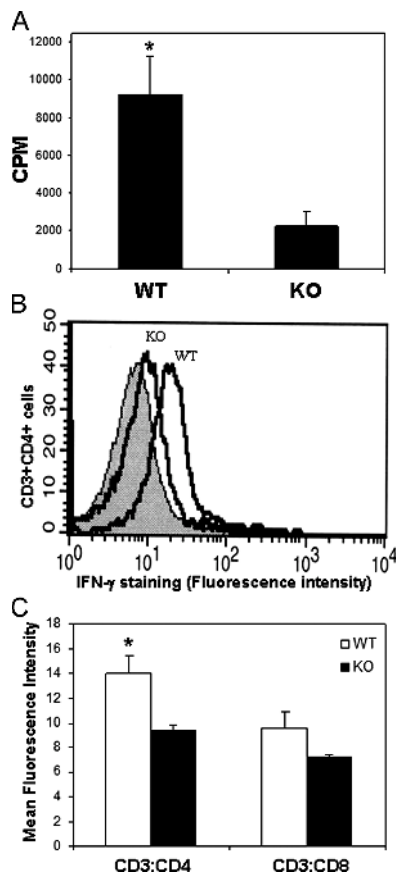 A
*
12000
10000
8000
6000
4000
2000
0
CPM
WT KO
B
50
40
30
20
10
0
CD3+CD4+ cells
KO
WT
10^0 10^1 10^2 10^3 10^4
IFN-γ staining (Fluorescence intensity)
C
18
16
14
12
10
8
6
4
2
0
Mean Fluorescence Intensity
*
WT
KO
CD3:CD4 CD3:CD8